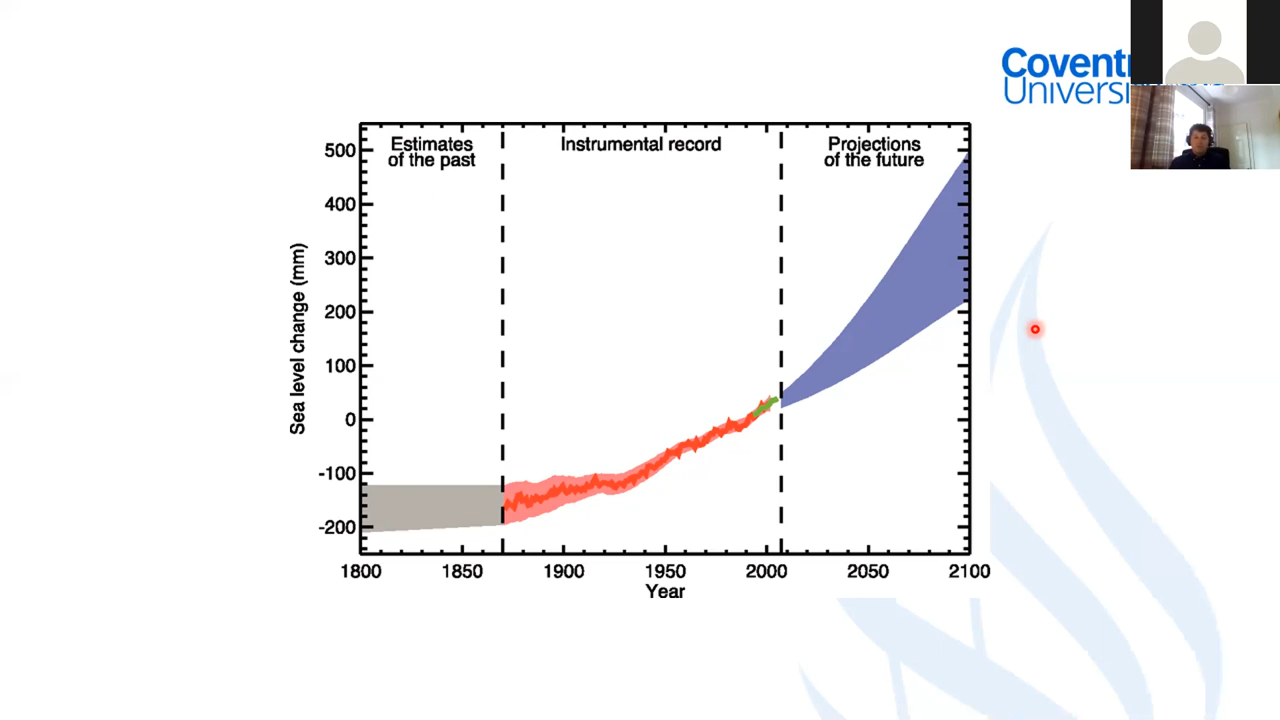 Coventr
Universi
Estimates
of the past
Instrumental record
Projections
of the future
500
400
300
200
100
0
-100
-200
Sea level change (mm)
1800 1850 1900 1950 2000 2050 2100
Year